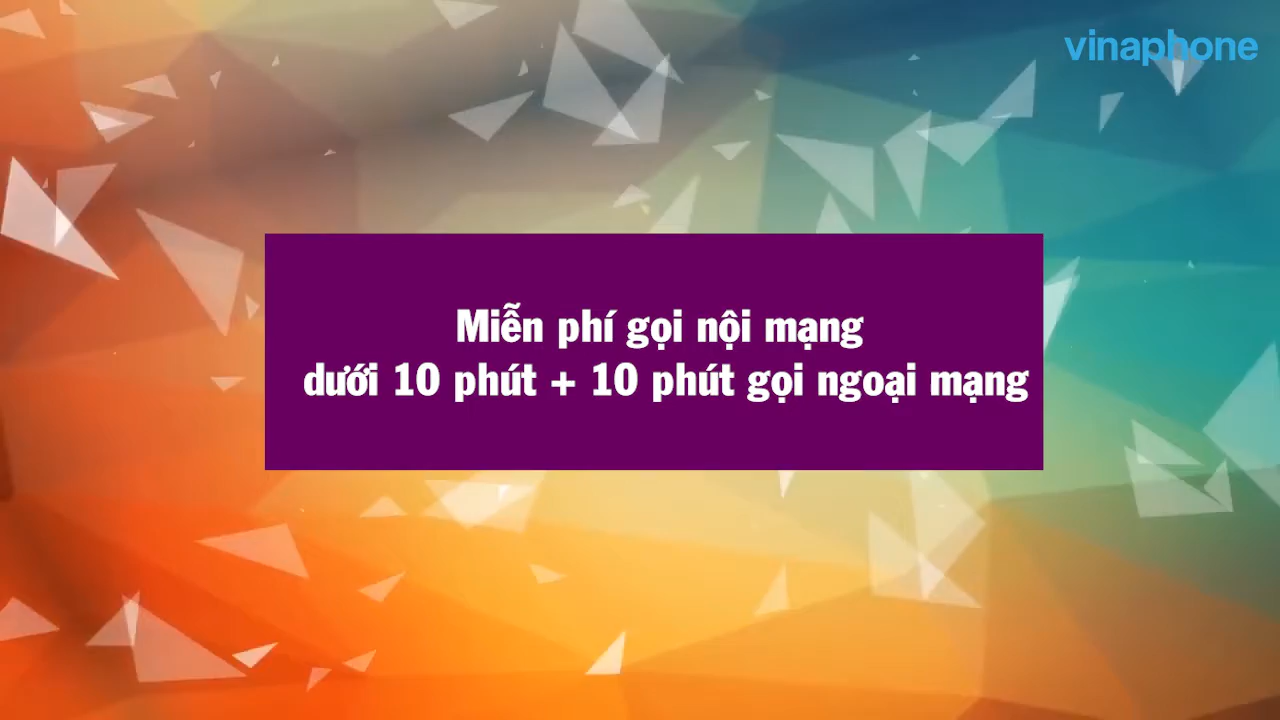 vinaphone
Miễn phí gọi nội mạng
dưới 10 phút + 10 phút gọi ngoại mạng